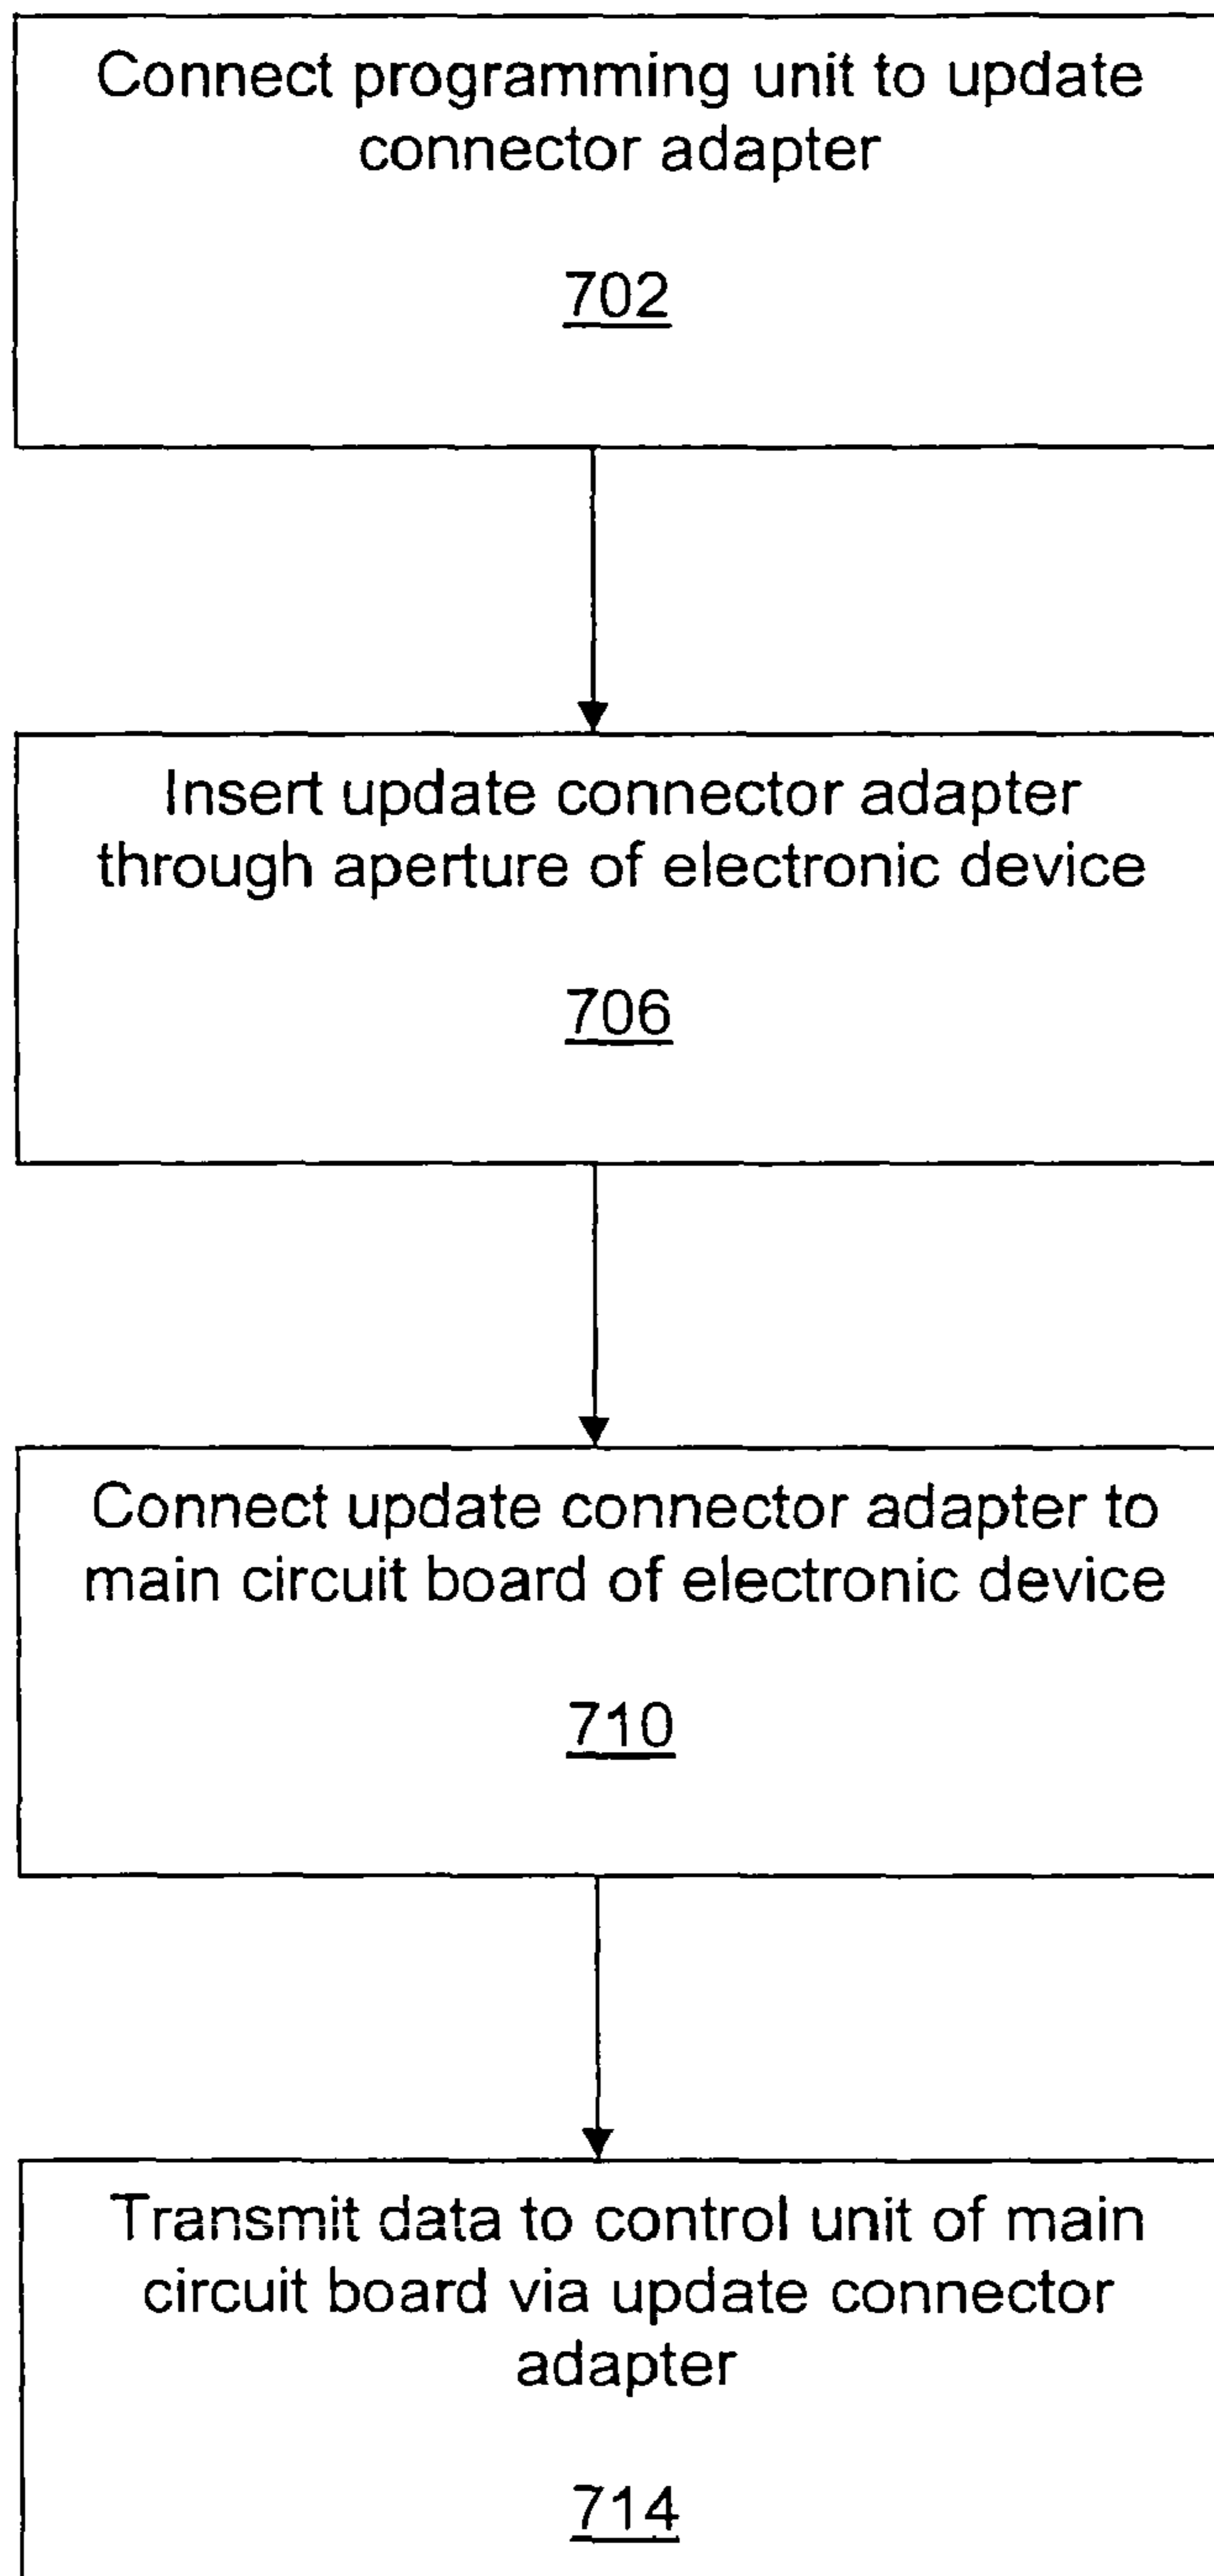 Connect programming unit to update
connector adapter
702
Insert update connector adapter
through aperture of electronic device
706
Connect update connector adapter to
main circuit board of electronic device
710
Transmit data to control unit of main
circuit board via update connector
adapter
714